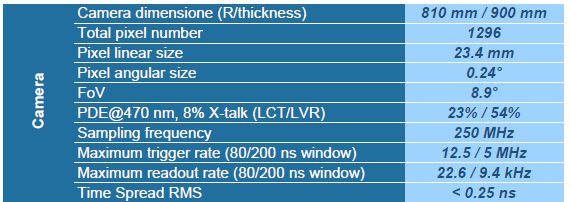 Camera
Camera dimensione (R/thickness) 810 mm / 900 mm
Total pixel number 1296
Pixel linear size 23.4 mm
Pixel angular size 0.24°
FoV 8.9°
PDE@470 nm, 8% X-talk (LCT/LVR) 23% / 54%
Sampling frequency 250 MHz
Maximum trigger rate (80/200 ns window) 12.5 / 5 MHz
Maximum readout rate (80/200 ns window) 22.6 / 9.4 kHz
Time Spread RMS < 0.25 ns